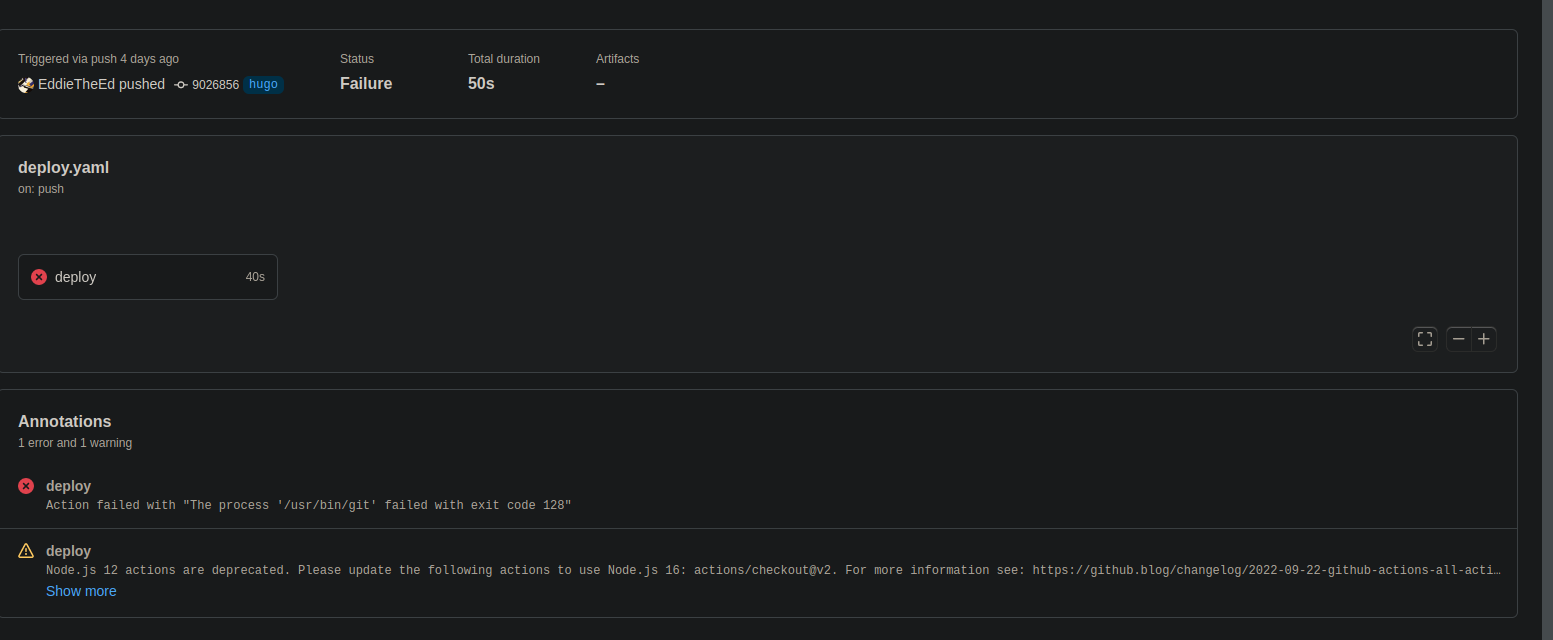 Triggered via push 4 days ago
EddieTheEd pushed 9026856 hugo
Status
Failure
Total duration
50s
Artifacts
–
deploy.yaml
on: push
deploy 40s
Annotations
1 error and 1 warning
deploy
Action failed with "The process '/usr/bin/git' failed with exit code 128"
deploy
Node.js 12 actions are deprecated. Please update the following actions to use Node.js 16: actions/checkout@v2. For more information see: https://github.blog/changelog/2022-09-22-github-actions-all-acti…
Show more